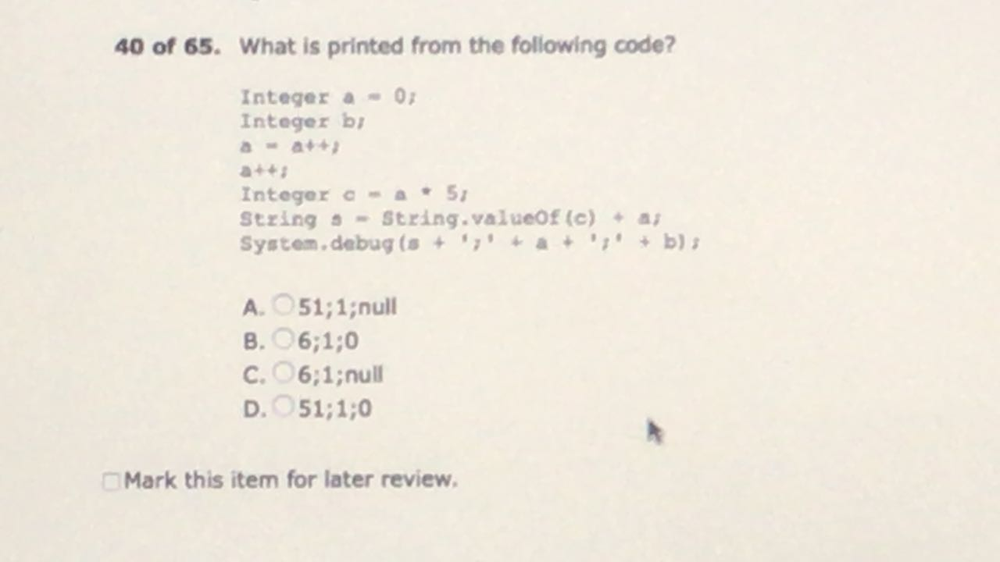 40 of 65. What is printed from the following code?
Integer a = 0;
Integer b;
a = a++;
a++;
Integer c = a * 5;
String s = String.valueOf(c) + a;
System.debug(s + ';' + a + ';' + b);
A. 51;1;null
B. 6;1;0
C. 6;1;null
D. 51;1;0
Mark this item for later review.